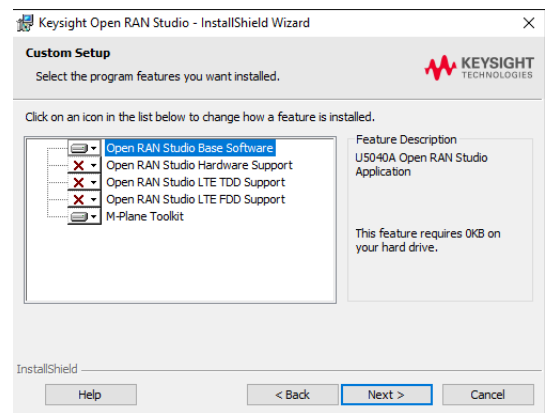 Keysight Open RAN Studio - InstallShield Wizard
Custom Setup
Select the program features you want installed.
KEYSIGHT
TECHNOLOGIES
Click on an icon in the list below to change how a feature is installed.
Open RAN Studio Base Software
Open RAN Studio Hardware Support
Open RAN Studio LTE TDD Support
Open RAN Studio LTE FDD Support
M-Plane Toolkit
Feature Description
U5040A Open RAN Studio
Application
This feature requires 0KB on
your hard drive.
InstallShield
Help
< Back
Next >
Cancel